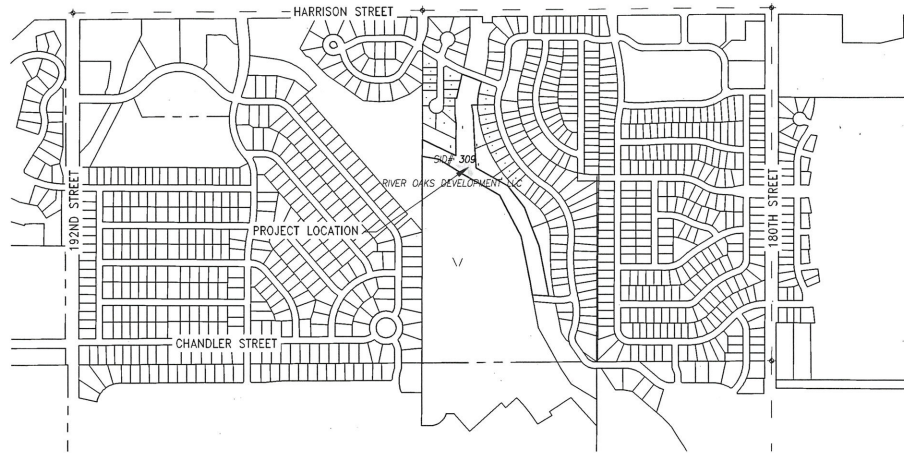 HARRISON STREET
SID# 309
RIVER OAKS DEVELOPMENT LLC
192ND STREET
180TH STREET
PROJECT LOCATION
CHANDLER STREET